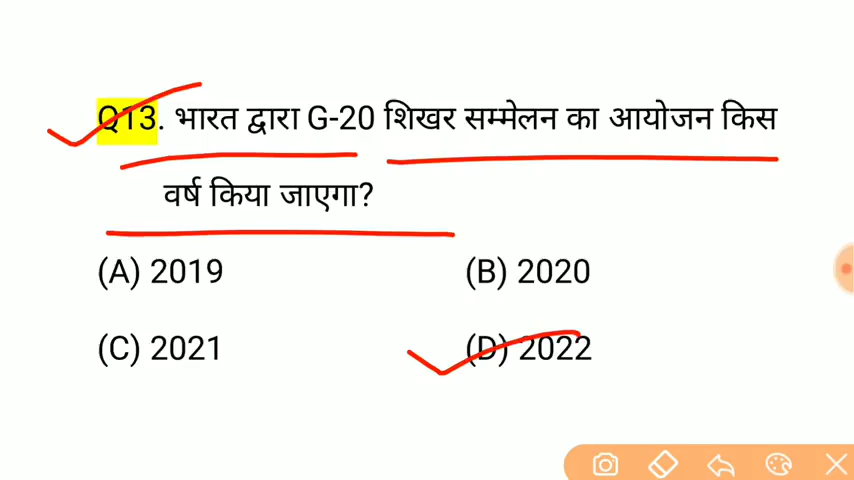 Q13. भारत द्वारा G-20 शिखर सम्मेलन का आयोजन किस
वर्ष किया जाएगा?
(A) 2019 (B) 2020
(C) 2021 (D) 2022